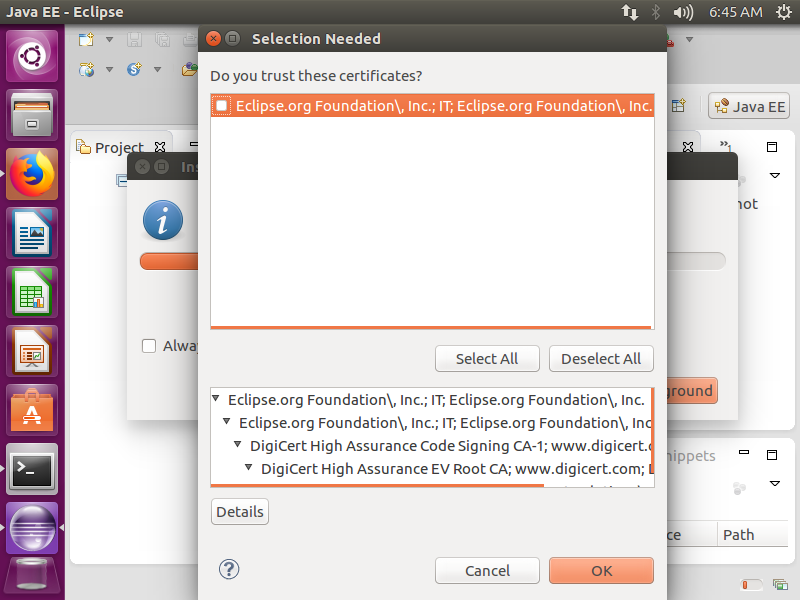 Java EE - Eclipse
6:45 AM
Selection Needed
Do you trust these certificates?
Eclipse.org Foundation\, Inc.; IT; Eclipse.org Foundation\, Inc.
Java EE
Project
Ins
not
Alwa
Select All
Deselect All
ground
Eclipse.org Foundation\, Inc.; IT; Eclipse.org Foundation\, Inc.
Eclipse.org Foundation\, Inc.; IT; Eclipse.org Foundation\, Inc
DigiCert High Assurance Code Signing CA-1; www.digicert.c
DigiCert High Assurance EV Root CA; www.digicert.com;
nippets
Details
ce
Path
Cancel
OK